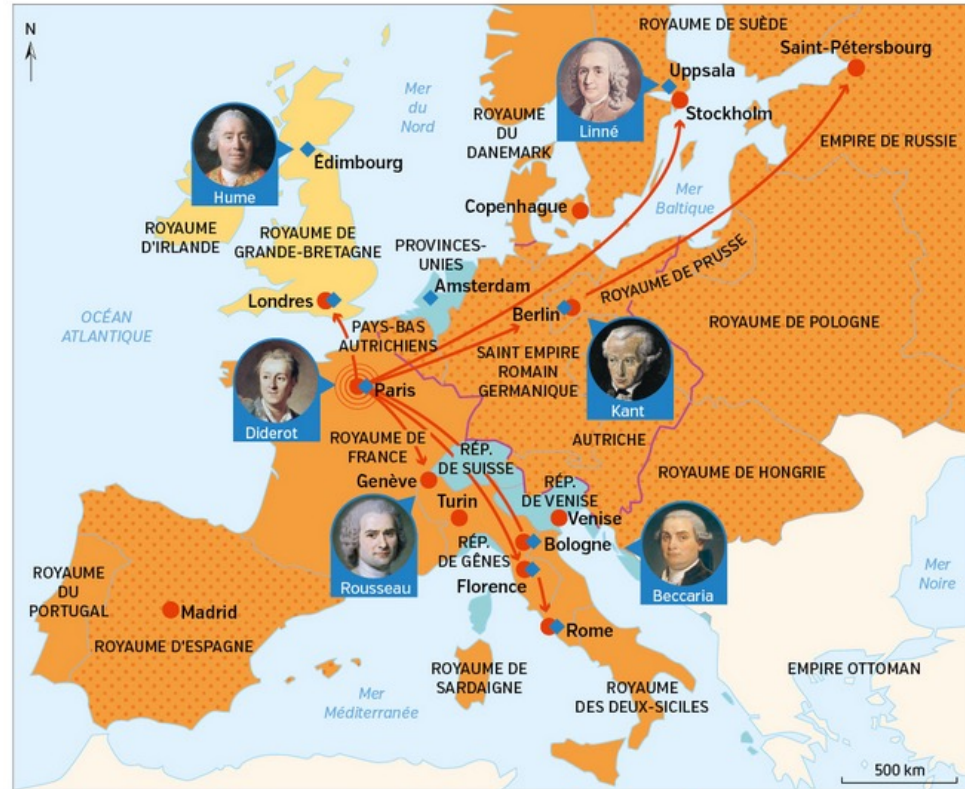 N
ROYAUME DE SUÈDE
Saint-Pétersbourg
Uppsala
Mer
du
Nord
Linné
Stockholm
ROYAUME
DU
DANEMARK
EMPIRE DE RUSSIE
Édimbourg
Hume
Mer
Baltique
Copenhague
ROYAUME
D'IRLANDE
ROYAUME DE
GRANDE-BRETAGNE
PROVINCES-
UNIES
Amsterdam
ROYAUME DE PRUSSE
Londres
Berlin
OCÉAN
ATLANTIQUE
PAYS-BAS
AUTRICHIENS
ROYAUME DE POLOGNE
SAINT EMPIRE
ROMAIN
GERMANIQUE
Paris
Kant
Diderot
ROYAUME DE
FRANCE
AUTRICHE
RÉP.
DE SUISSE
ROYAUME DE HONGRIE
Genève
RÉP.
DE VENISE
Turin
Venise
RÉP.
DE GÊNES
Bologne
Florence
Rousseau
Beccaria
Mer
Noire
ROYAUME
DU
PORTUGAL
Madrid
Rome
ROYAUME D'ESPAGNE
ROYAUME DE
SARDAIGNE
EMPIRE OTTOMAN
Mer
Méditerranée
ROYAUME
DES DEUX-SICILES
500 km